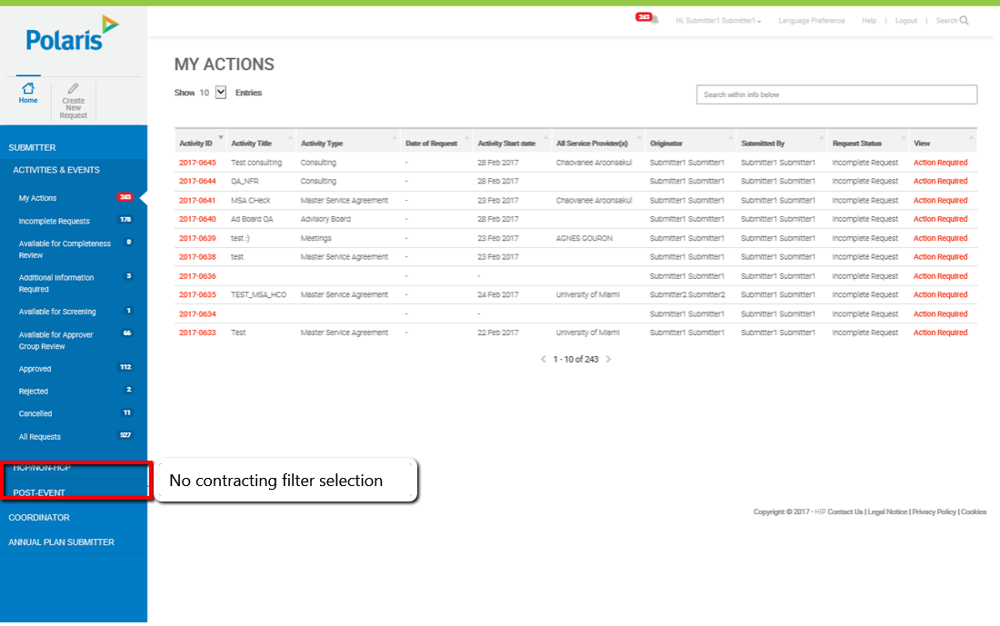 Polaris
243
Hi, Submitter1 Submitter1
Language Preference
Help | Logout | Search
Home
Create
New
Request
MY ACTIONS
Show 10 Entries
Search within info below
SUBMITTER
ACTIVITIES & EVENTS
My Actions 243
Incomplete Requests 178
Available for Completeness
Review 0
Additional Information
Required 3
Available for Screening 1
Available for Approver
Group Review 66
Approved 112
Rejected 2
Cancelled 11
All Requests 527
HCP/NON-HCP
POST-EVENT
COORDINATOR
ANNUAL PLAN SUBMITTER
Activity ID Activity Title Activity Type Date of Request Activity Start date All Service Provider(s) Originator Submitted By Request Status View
2017-0645 Test consulting Consulting - 28 Feb 2017 Chaovanee Aroonsakul Submitter1 Submitter1 Submitter1 Submitter1 Incomplete Request Action Required
2017-0644 QA_NFR Consulting - 28 Feb 2017 Submitter1 Submitter1 Submitter1 Submitter1 Incomplete Request Action Required
2017-0641 MSA CHeck Master Service Agreement - 23 Feb 2017 Chaovanee Aroonsakul Submitter1 Submitter1 Submitter1 Submitter1 Incomplete Request Action Required
2017-0640 Ad Board QA Advisory Board - 28 Feb 2017 Submitter1 Submitter1 Submitter1 Submitter1 Incomplete Request Action Required
2017-0639 test :) Meetings - 23 Feb 2017 AGNES GOURON Submitter1 Submitter1 Submitter1 Submitter1 Incomplete Request Action Required
2017-0638 test Master Service Agreement - 23 Feb 2017 Submitter1 Submitter1 Submitter1 Submitter1 Incomplete Request Action Required
2017-0636 - - Submitter1 Submitter1 Submitter1 Submitter1 Incomplete Request Action Required
2017-0635 TEST_MSA_HCO Master Service Agreement - 24 Feb 2017 University of Miami Submitter2 Submitter2 Submitter1 Submitter1 Incomplete Request Action Required
2017-0634 - - Submitter1 Submitter1 Submitter1 Submitter1 Incomplete Request Action Required
2017-0633 Test Master Service Agreement - 22 Feb 2017 University of Miami Submitter1 Submitter1 Submitter1 Submitter1 Incomplete Request Action Required
1 - 10 of 243
No contracting filter selection
Copyright © 2017 - HIP Contact Us | Legal Notice | Privacy Policy | Cookies